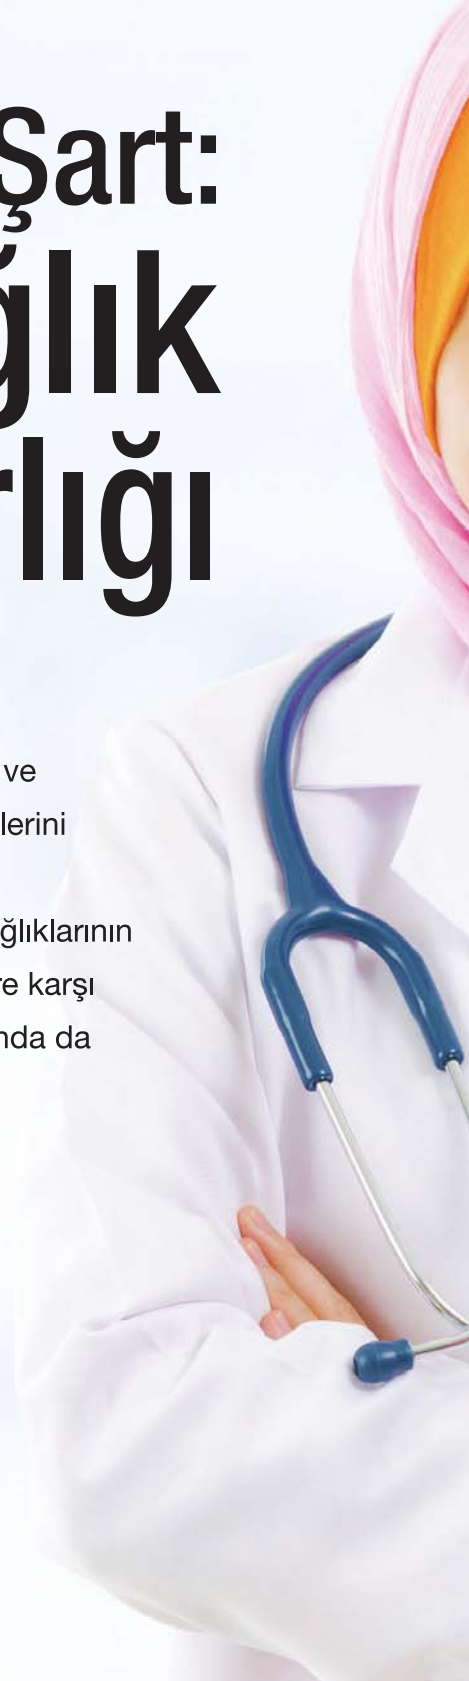 Şart:
ğlık
rlığı
ve
lerini
ğlıklarının
re karşı
nda da